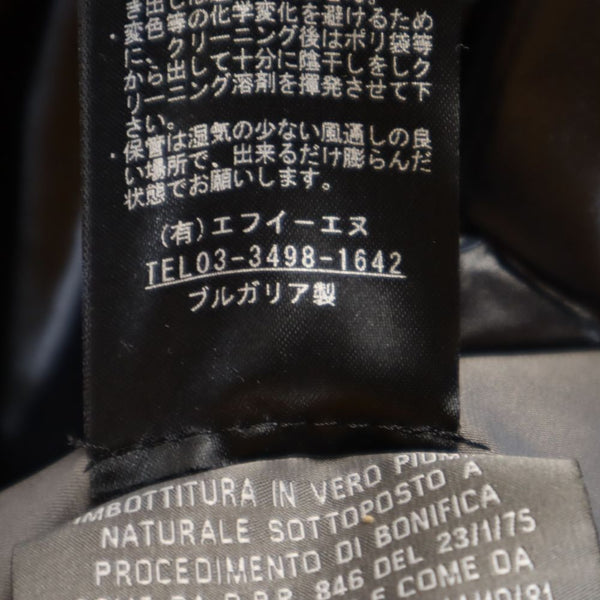 き出し
・変色等の化学変化を避けるため
に、クリーニング後はポリ袋等
から出して十分に陰干しをしク
リーニング溶剤を揮発させて下
さい。
・保管は湿気の少ない風通しの良
い場所で、出来るだけ膨らんだ
状態でお願いします。
(有)エフイーエヌ
TEL03-3498-1642
ブルガリア製
IMBOTTITURA IN VERO
NATURALE SOTTOPOSTO A
PROCEDIMENTO DI BONIFICA
846 DEL 23/1/75
E COME DA